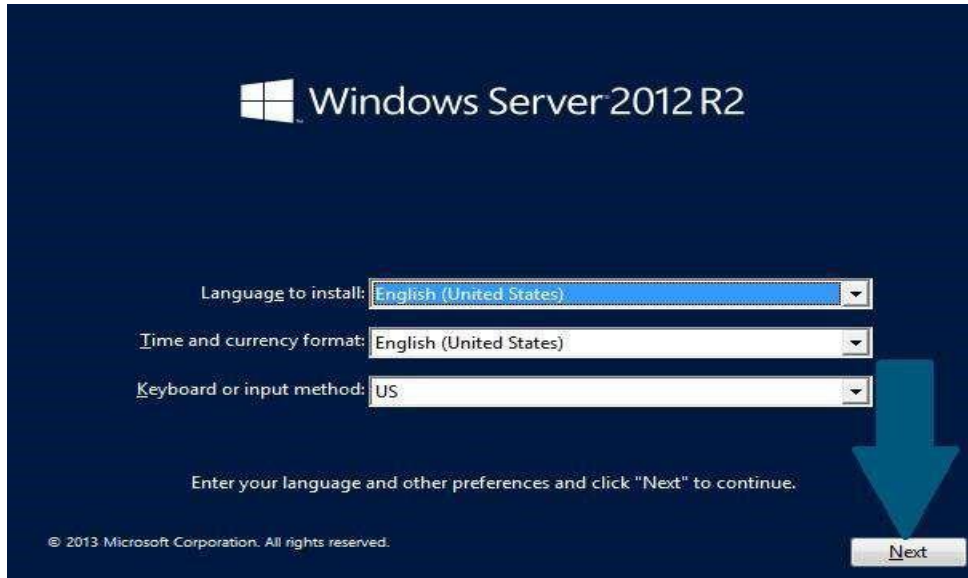 Windows Server 2012 R2
Language to install: English (United States)
Time and currency format: English (United States)
Keyboard or input method: US
Enter your language and other preferences and click "Next" to continue.
© 2013 Microsoft Corporation. All rights reserved.
Next